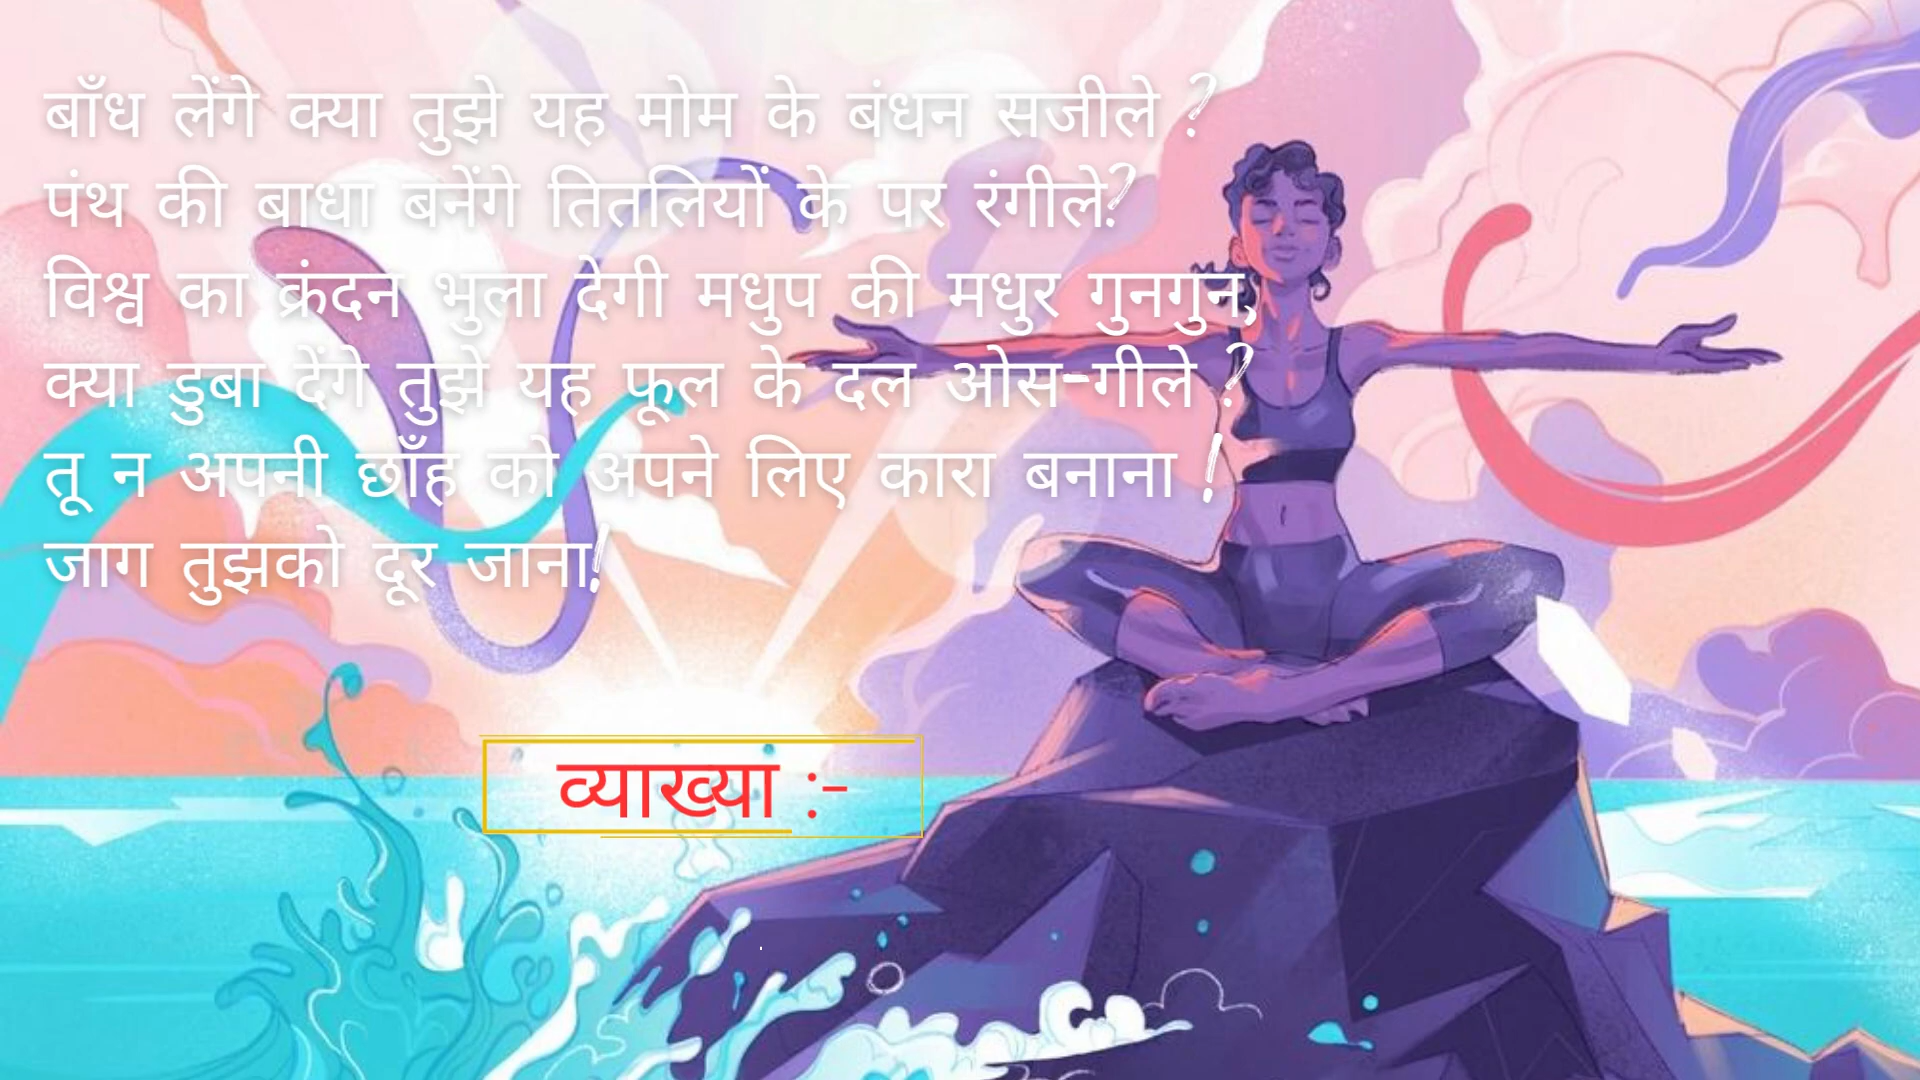 बाँध लेंगे क्या तुझे यह मोम के बंधन सजीले ?
पंथ की बाधा बनेंगे तितलियों के पर रंगीले?
विश्व का क्रंदन भुला देगी मधुप की मधुर गुनगुन,
क्या डुबा देंगे तुझे यह फूल के दल ओस-गीले ?
तू न अपनी छाँह को अपने लिए कारा बनाना !
जाग तुझको दूर जाना!
व्याख्या :-